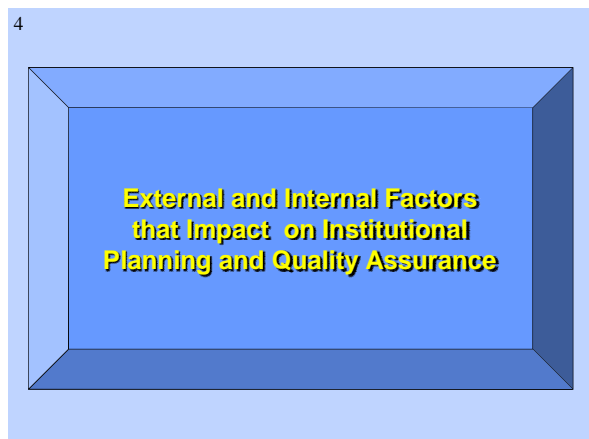 4
External and Internal Factors
that Impact  on Institutional
Planning and Quality Assurance